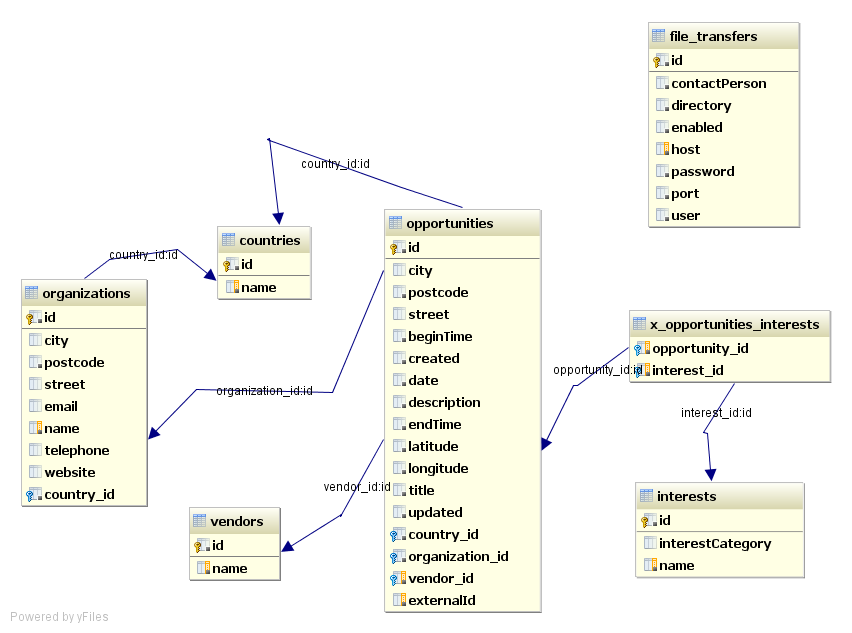 file_transfers
id
contactPerson
directory
enabled
host
password
port
user
country_id:id
opportunities
id
city
postcode
street
beginTime
created
date
description
endTime
latitude
longitude
title
updated
country_id
organization_id
vendor_id
externalId
countries
id
name
country_id:id
organizations
id
city
postcode
street
email
name
telephone
website
country_id
organization_id:id
x_opportunities_interests
opportunity_id
interest_id
opportunity_id:id
interest_id:id
vendor_id:id
vendors
id
name
interests
id
interestCategory
name
Powered by yFiles